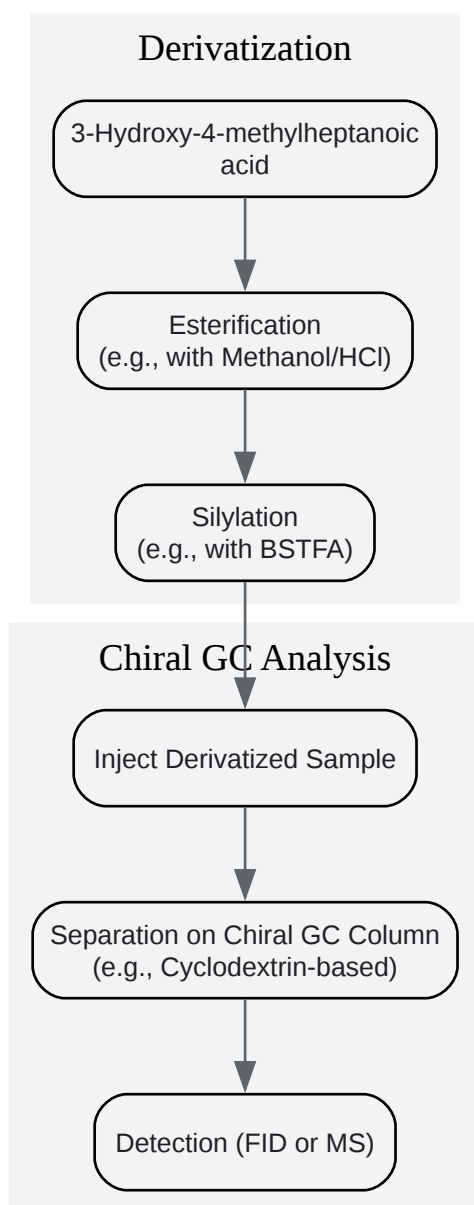 Derivatization
3-Hydroxy-4-methylheptanoic
acid
Esterification
(e.g., with Methanol/HCl)
Silylation
(e.g., with BSTFA)
Chiral GC Analysis
Inject Derivatized Sample
Separation on Chiral GC Column
(e.g., Cyclodextrin-based)
Detection (FID or MS)